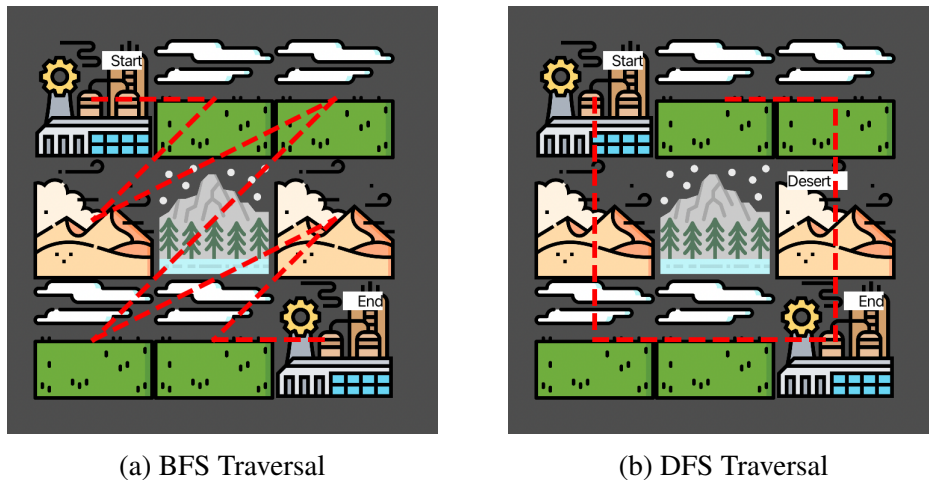 Start
Start
Desert
End
End
(a) BFS Traversal
(b) DFS Traversal